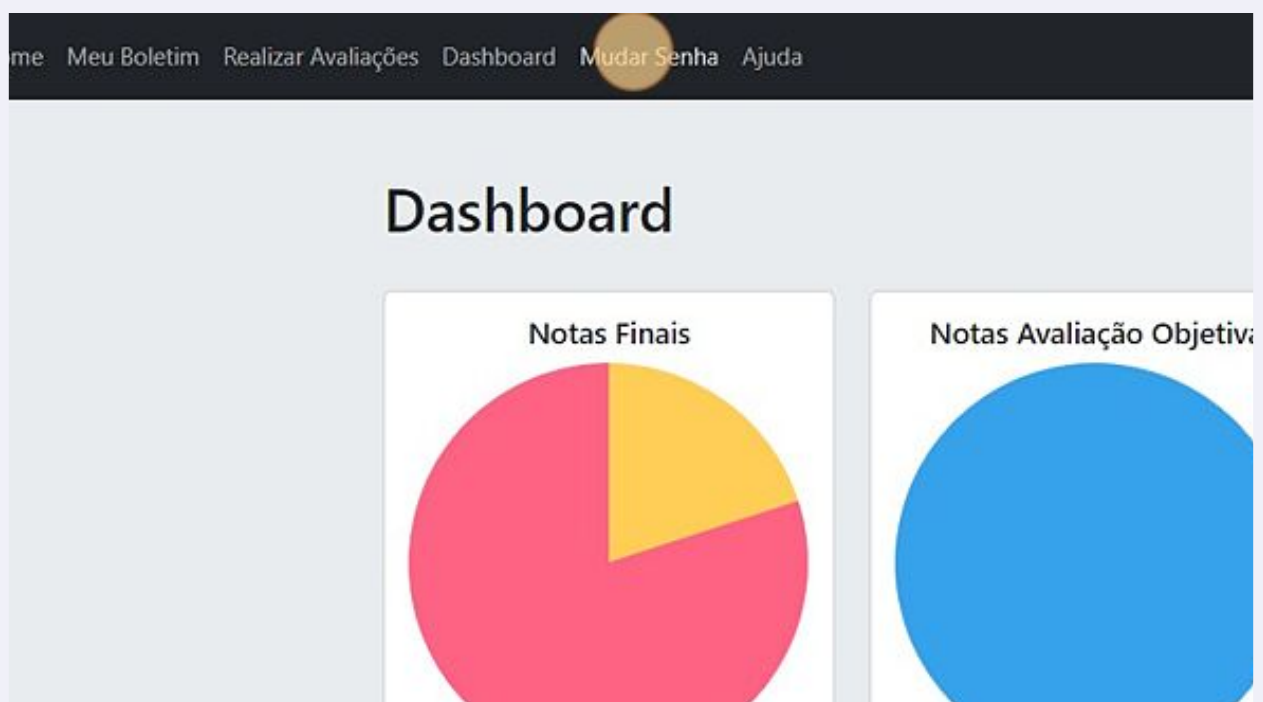 me Meu Boletim Realizar Avaliações Dashboard Mudar Senha Ajuda
Dashboard
Notas Finais
Notas Avaliação Objetiva